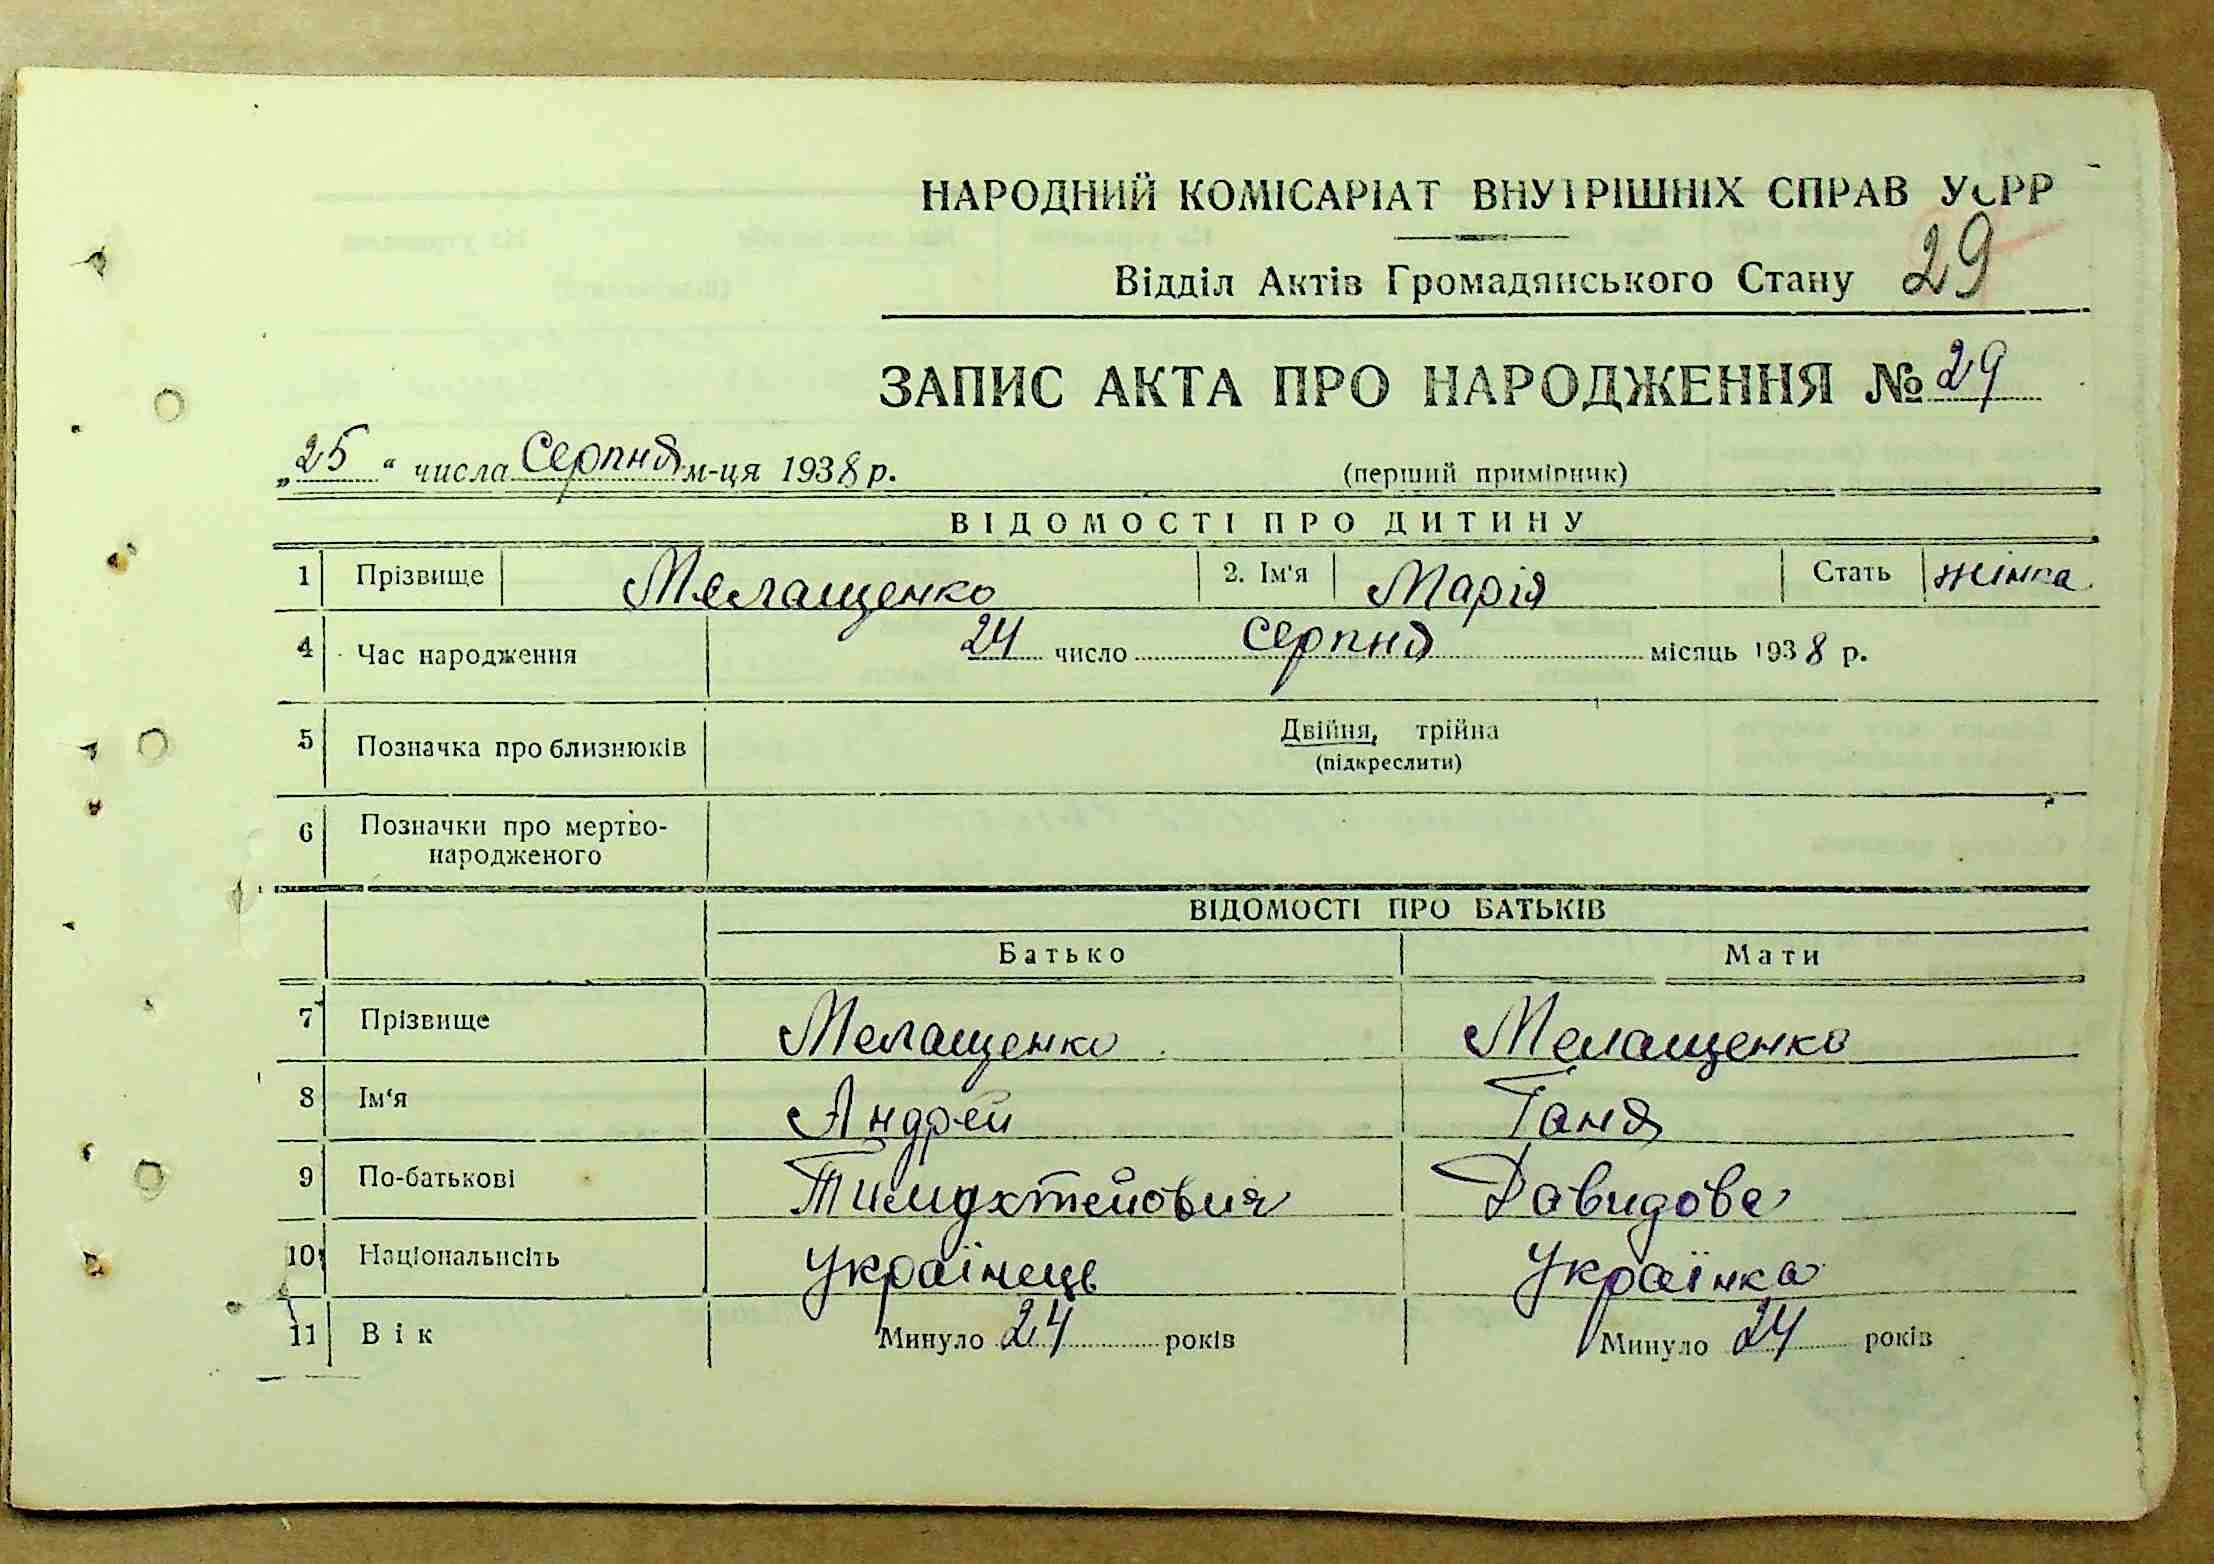 НАРОДНИЙ КОМІСАРІАТ ВНУТРІШНІХ СПРАВ УСРР
29
Відділ Актів Громадянського Стану
ЗАПИС АКТА ПРО НАРОДЖЕННЯ № 29
„25" числа Серпня м-ця 1938 р. (перший примірник)
ВІДОМОСТІ ПРО ДИТИНУ
1 Прізвище Мелащенко 2. Ім'я Марія Стать жінка
4 Час народження 24 число серпня місяць 1938 р.
5 Позначка про близнюків Двійня, трійна
(підкреслити)
6 Позначки про мертво-
народженого
ВІДОМОСТІ ПРО БАТЬКІВ
Батько Мати
7 Прізвище Мелащенко Мелащенко
8 Ім'я Андрей Ганя
9 По-батькові Тимохтейович Давидова
10 Національність Українець Українка
11 Вік Минуло 24 років Минуло 24 років